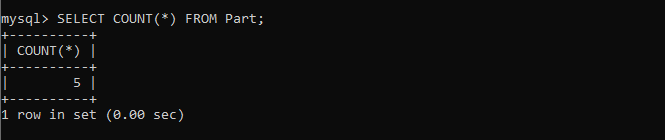 mysql> SELECT COUNT(*) FROM Part;
+----------+
| COUNT(*) |
+----------+
|        5 |
+----------+
1 row in set (0.00 sec)